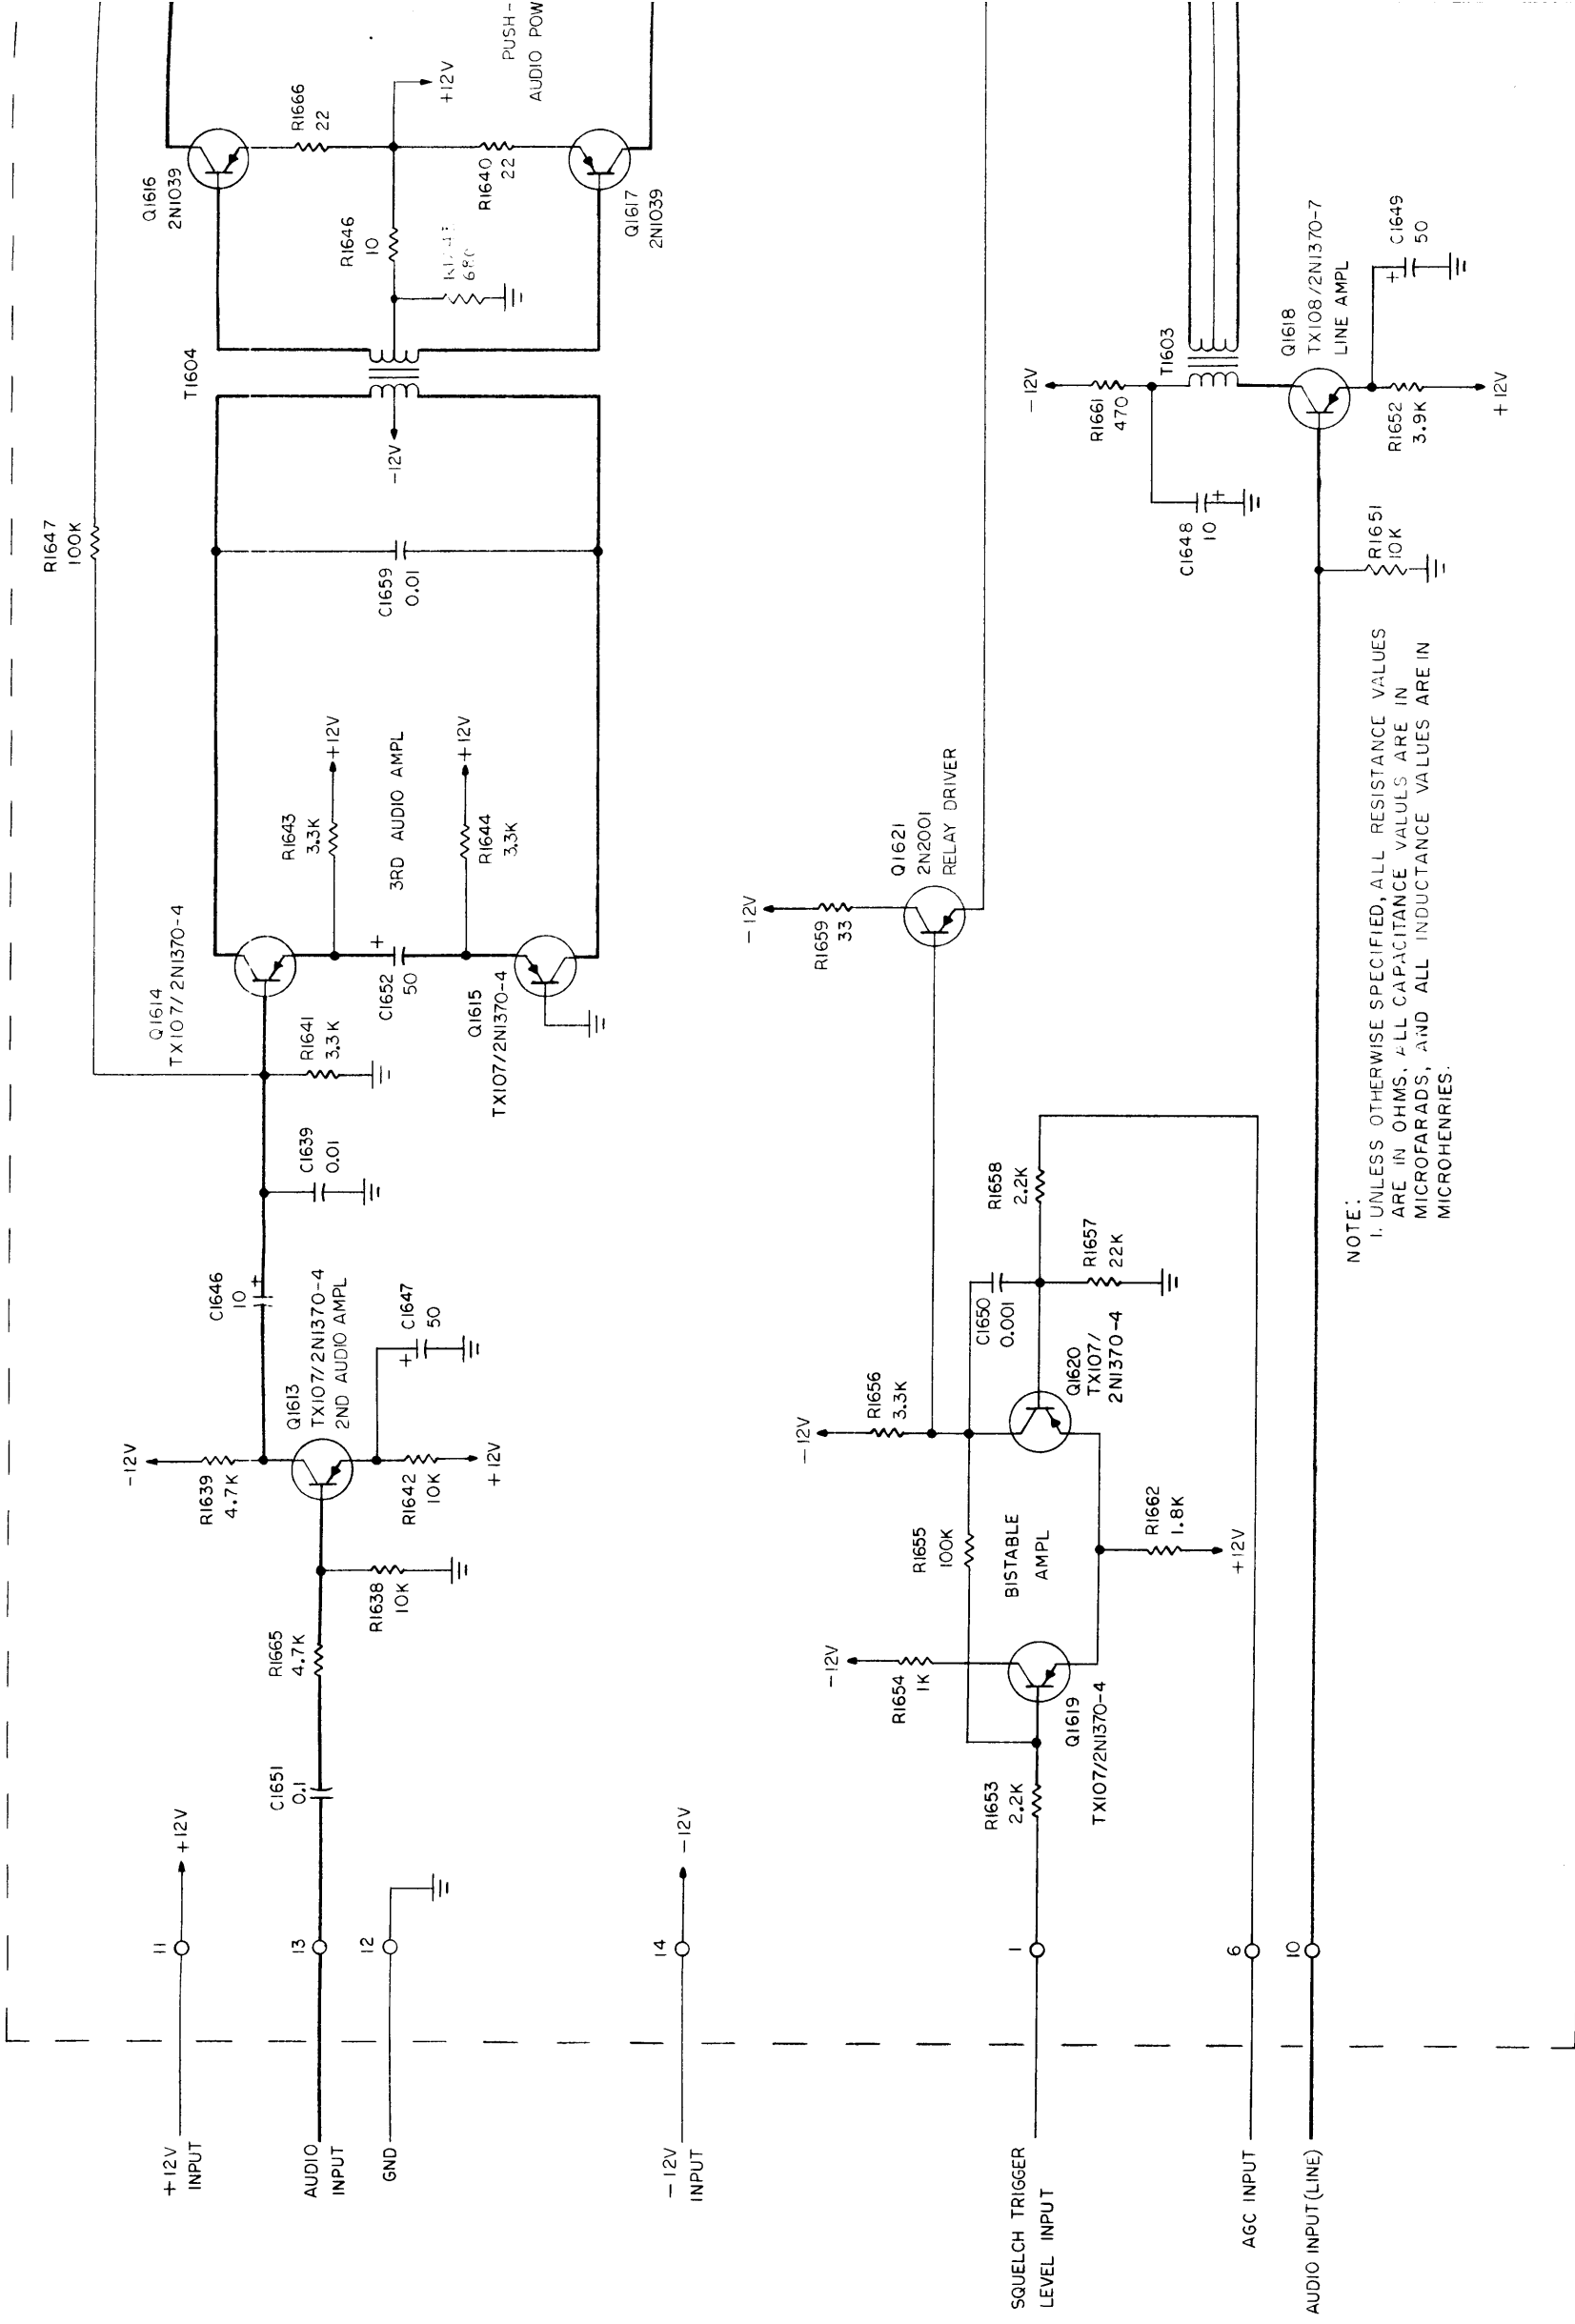 +12V
INPUT
11
+12V
AUDIO
INPUT
13
GND
12
C1651
0.1
R1665
4.7K
R1638
10K
-12V
R1639
4.7K
Q1613
TX107/2N1370-4
2ND AUDIO AMPL
R1642
10K
+12V
C1647
50
C1646
10
+
+
C1639
0.01
R1641
3.3K
Q1614
TX107/2N1370-4
R1647
100K
R1643
3.3K
+12V
3RD AUDIO AMPL
C1652
50
+
R1644
3.3K
+12V
Q1615
TX107/2N1370-4
C1659
0.01
T1604
-12V
Q1616
2N1039
R1666
22
R1646
10
+12V
R1640
22
Q1617
2N1039
PUSH-
AUDIO POW
-12V
INPUT
14
-12V
SQUELCH TRIGGER
LEVEL INPUT
1
R1653
2.2K
-12V
R1654
1K
Q1619
TX107/2N1370-4
R1655
100K
BISTABLE
AMPL
R1662
1.8K
+12V
-12V
R1656
3.3K
Q1620
TX107/
2N1370-4
C1650
0.001
R1657
22K
R1658
2.2K
-12V
R1659
33
Q1621
2N2001
RELAY DRIVER
AGC INPUT
6
AUDIO INPUT (LINE)
10
R1651
10K
C1648
10
+
-12V
R1661
470
T1603
Q1618
TX108/2N1370-7
LINE AMPL
R1652
3.9K
+12V
C1649
50
+
NOTE:
1. UNLESS OTHERWISE SPECIFIED, ALL RESISTANCE VALUES
ARE IN OHMS, ALL CAPACITANCE VALUES ARE IN
MICROFARADS, AND ALL INDUCTANCE VALUES ARE IN
MICROHENRIES.